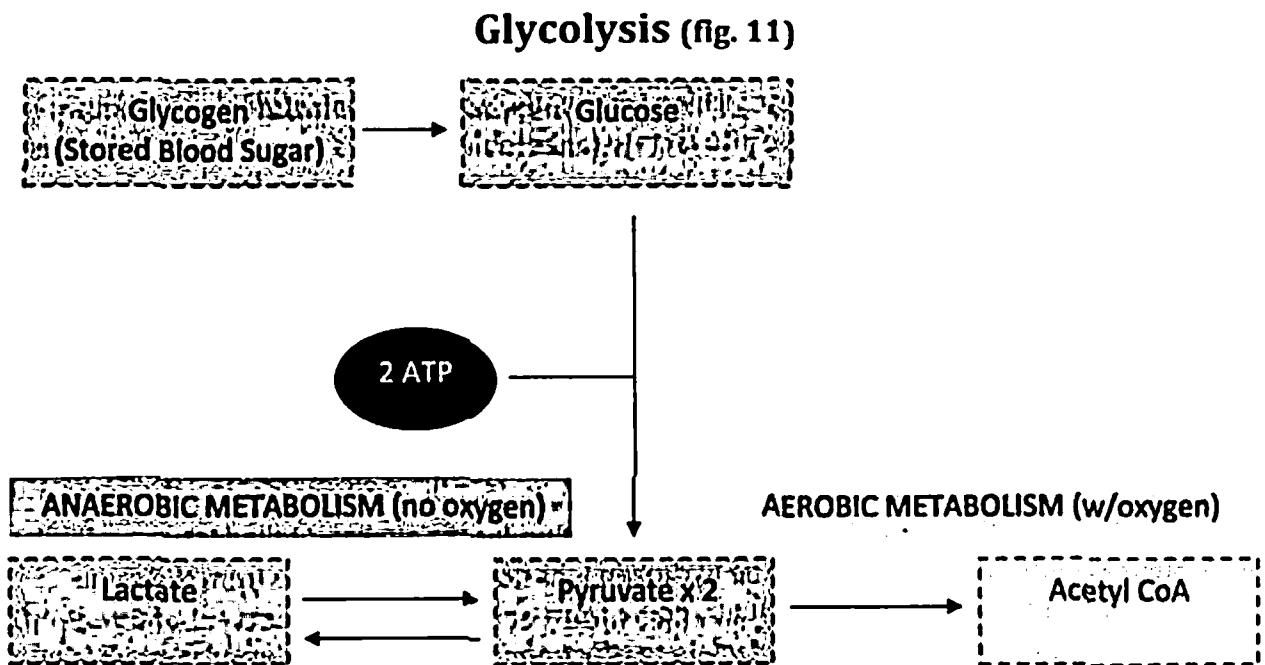 Glycolysis (fig. 11)
Glycogen
(Stored Blood Sugar)
Glucose
2 ATP
ANAEROBIC METABOLISM (no oxygen)
AEROBIC METABOLISM (w/oxygen)
Lactate
Pyruvate x 2
Acetyl CoA